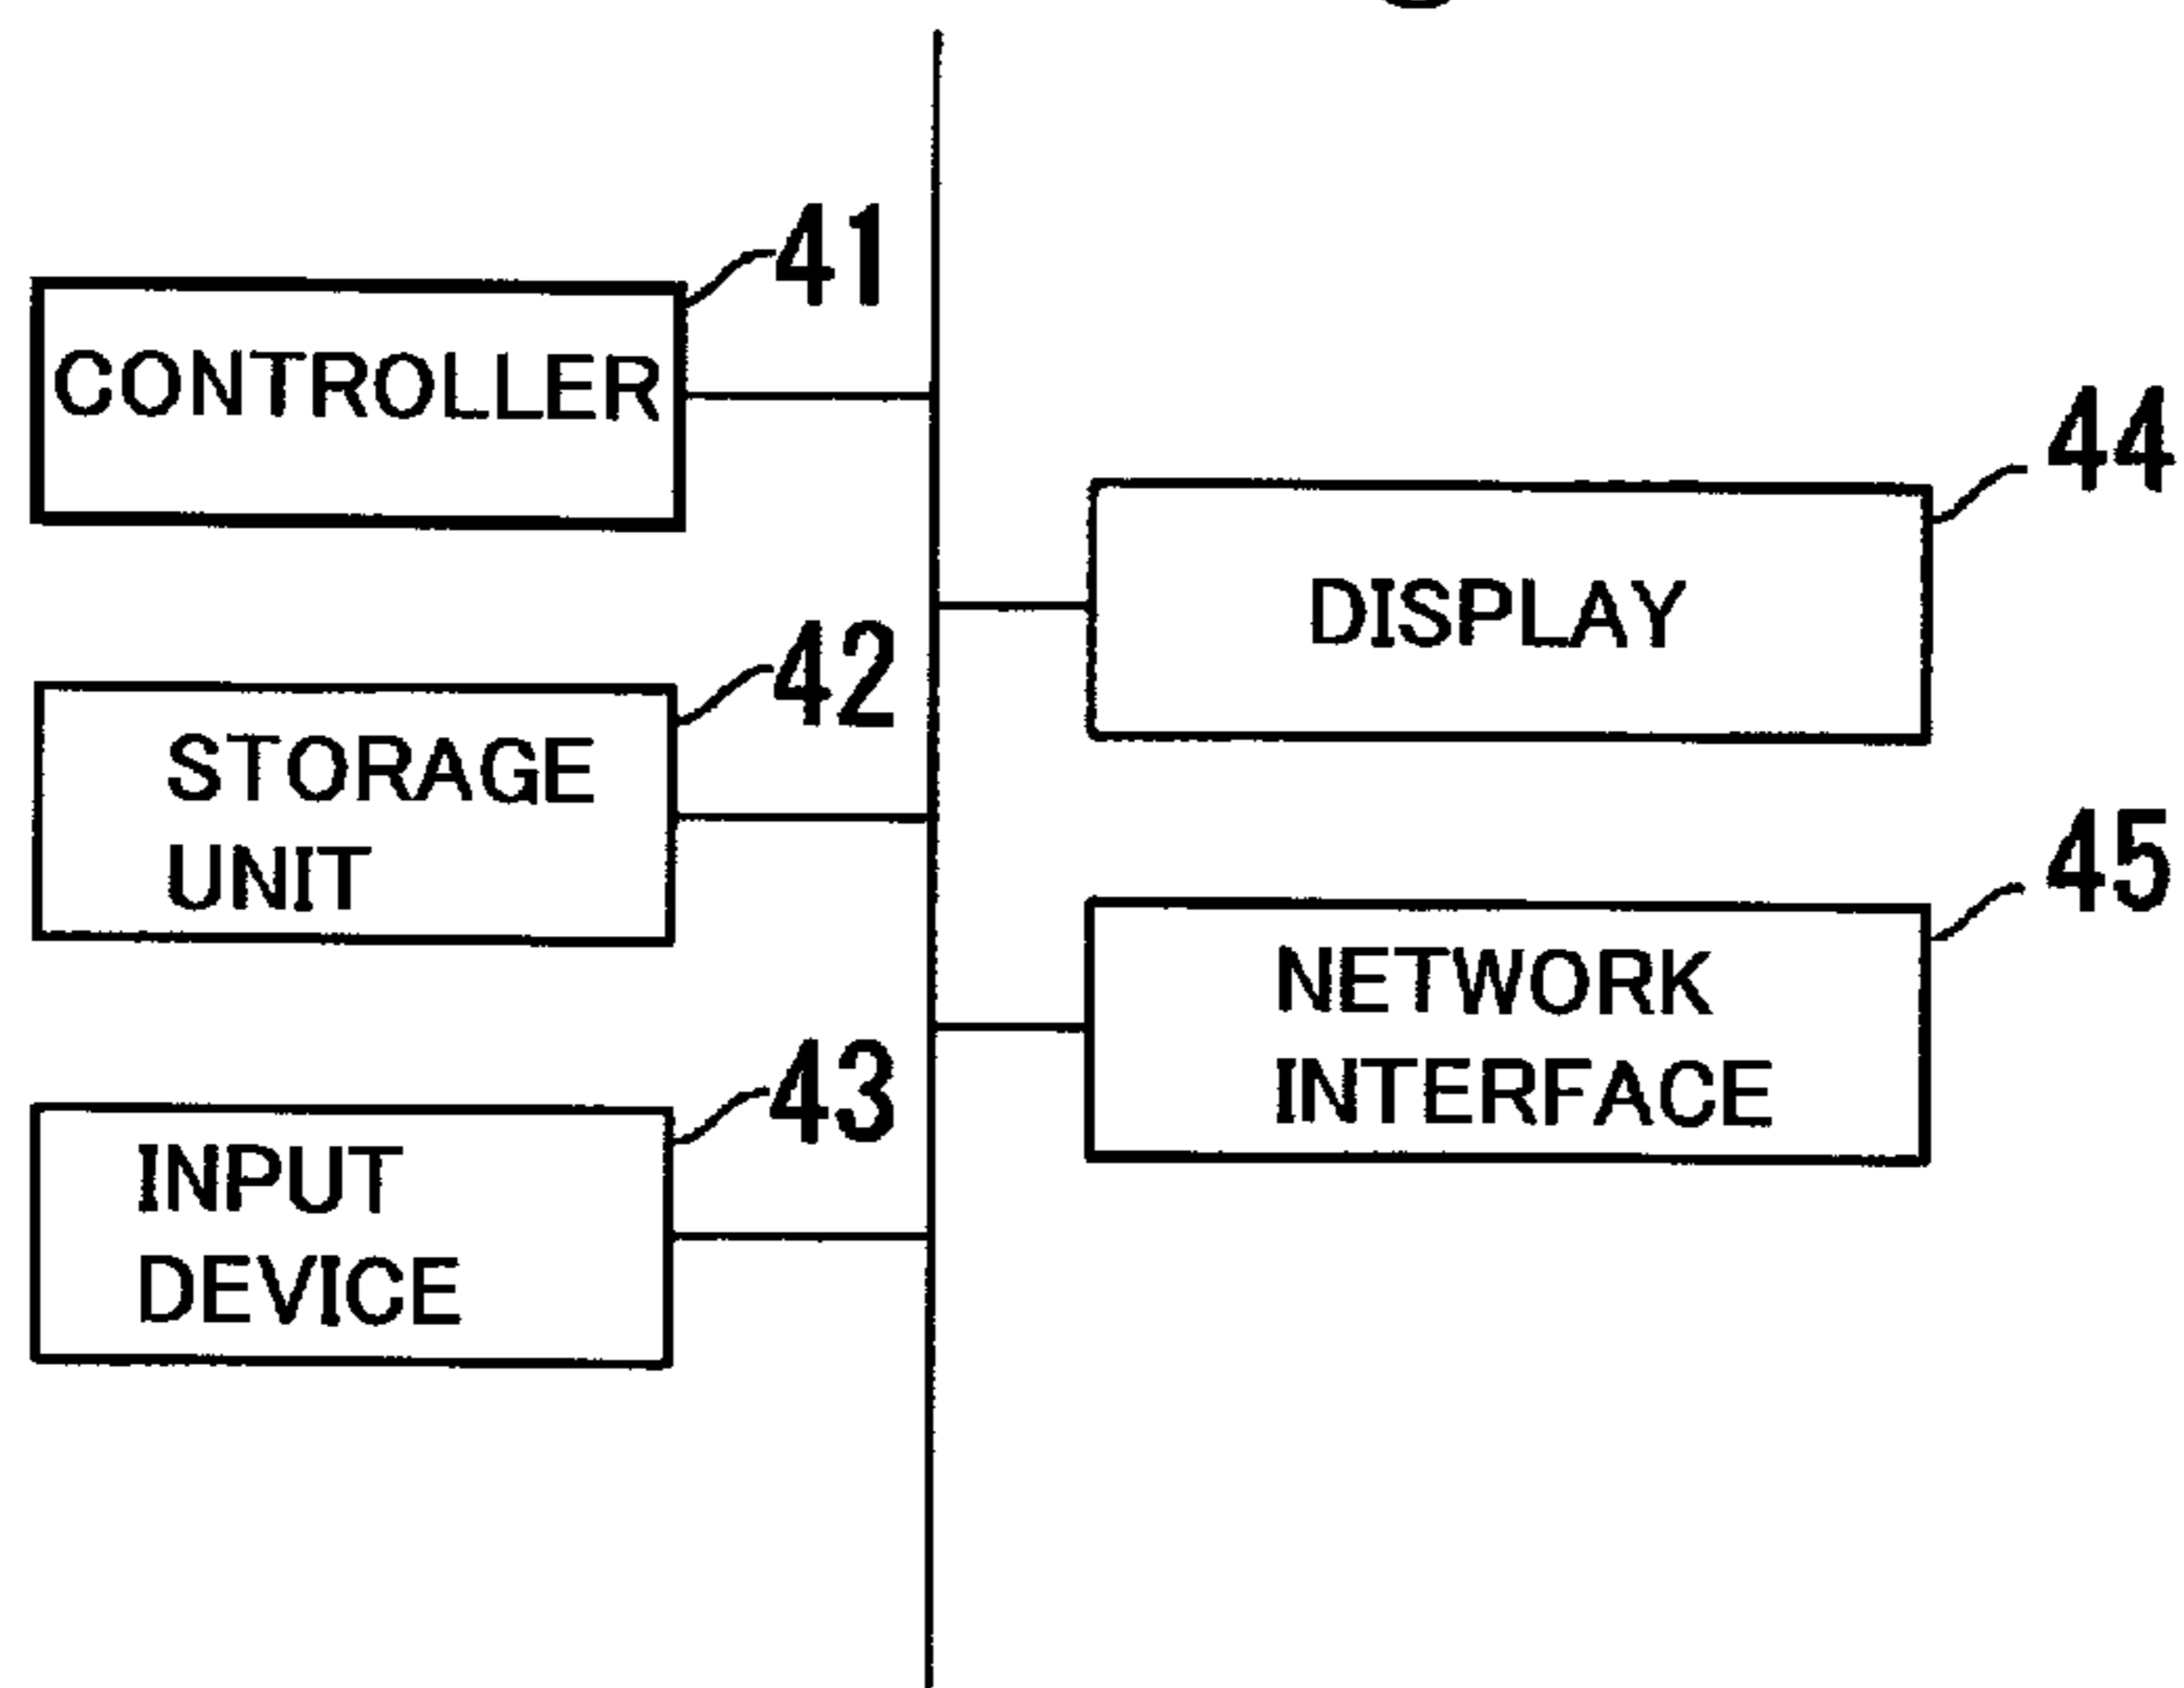 41
CONTROLLER
42
STORAGE
UNIT
43
INPUT
DEVICE
44
DISPLAY
45
NETWORK
INTERFACE